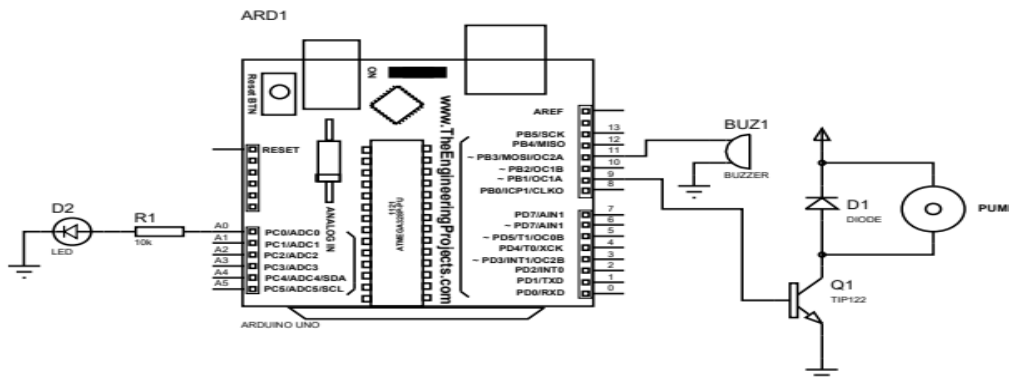 ARD1
ON
Reset BTN
www.TheEngineeringProjects.com
RESET
AREF
PB5/SCK 13
PB4/MISO 12
~ PB3/MOSI/OC2A 11
~ PB2/OC1B 10
~ PB1/OC1A 9
PB0/ICP1/CLKO 8
BUZ1
BUZZER
D1
DIODE
PUMP
D2
LED
R1
10k
ANALOG IN
1121
ATMEGA328P-PU
A0 PC0/ADC0
A1 PC1/ADC1
A2 PC2/ADC2
A3 PC3/ADC3
A4 PC4/ADC4/SDA
A5 PC5/ADC5/SCL
PD7/AIN1 7
~ PD6/AIN1 6
~ PD5/T1/OC0B 5
PD4/T0/XCK 4
~ PD3/INT1/OC2B 3
PD2/INT0 2
PD1/TXD 1
PD0/RXD 0
Q1
TIP122
ARDUINO UNO